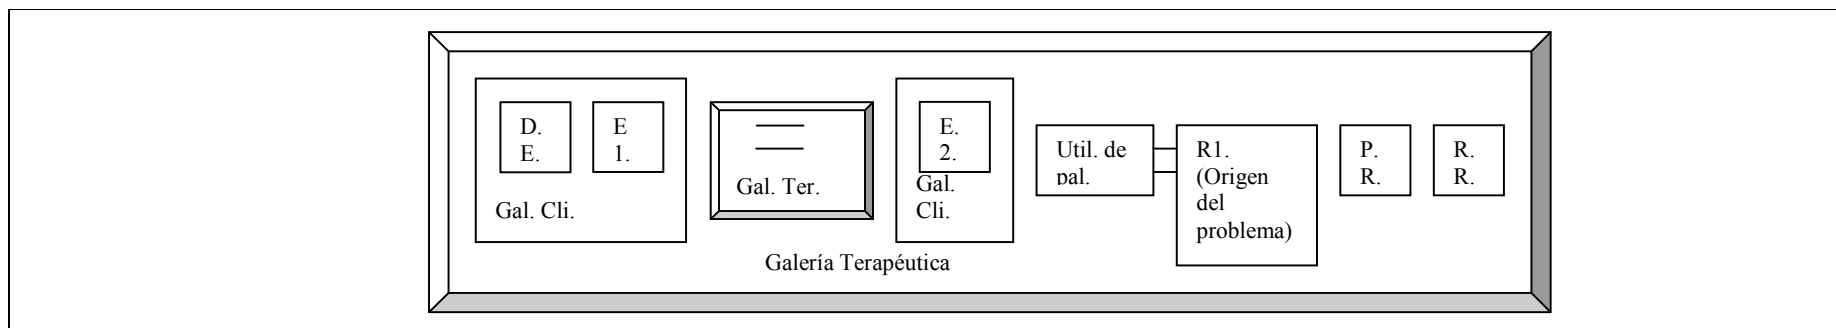 D.
E.
E
1.
Gal. Cli.
Gal. Ter.
E.
2.
Gal.
Cli.
Util. de
pal.
R1.
(Origen
del
problema)
P.
R.
R.
R.
Galería Terapéutica